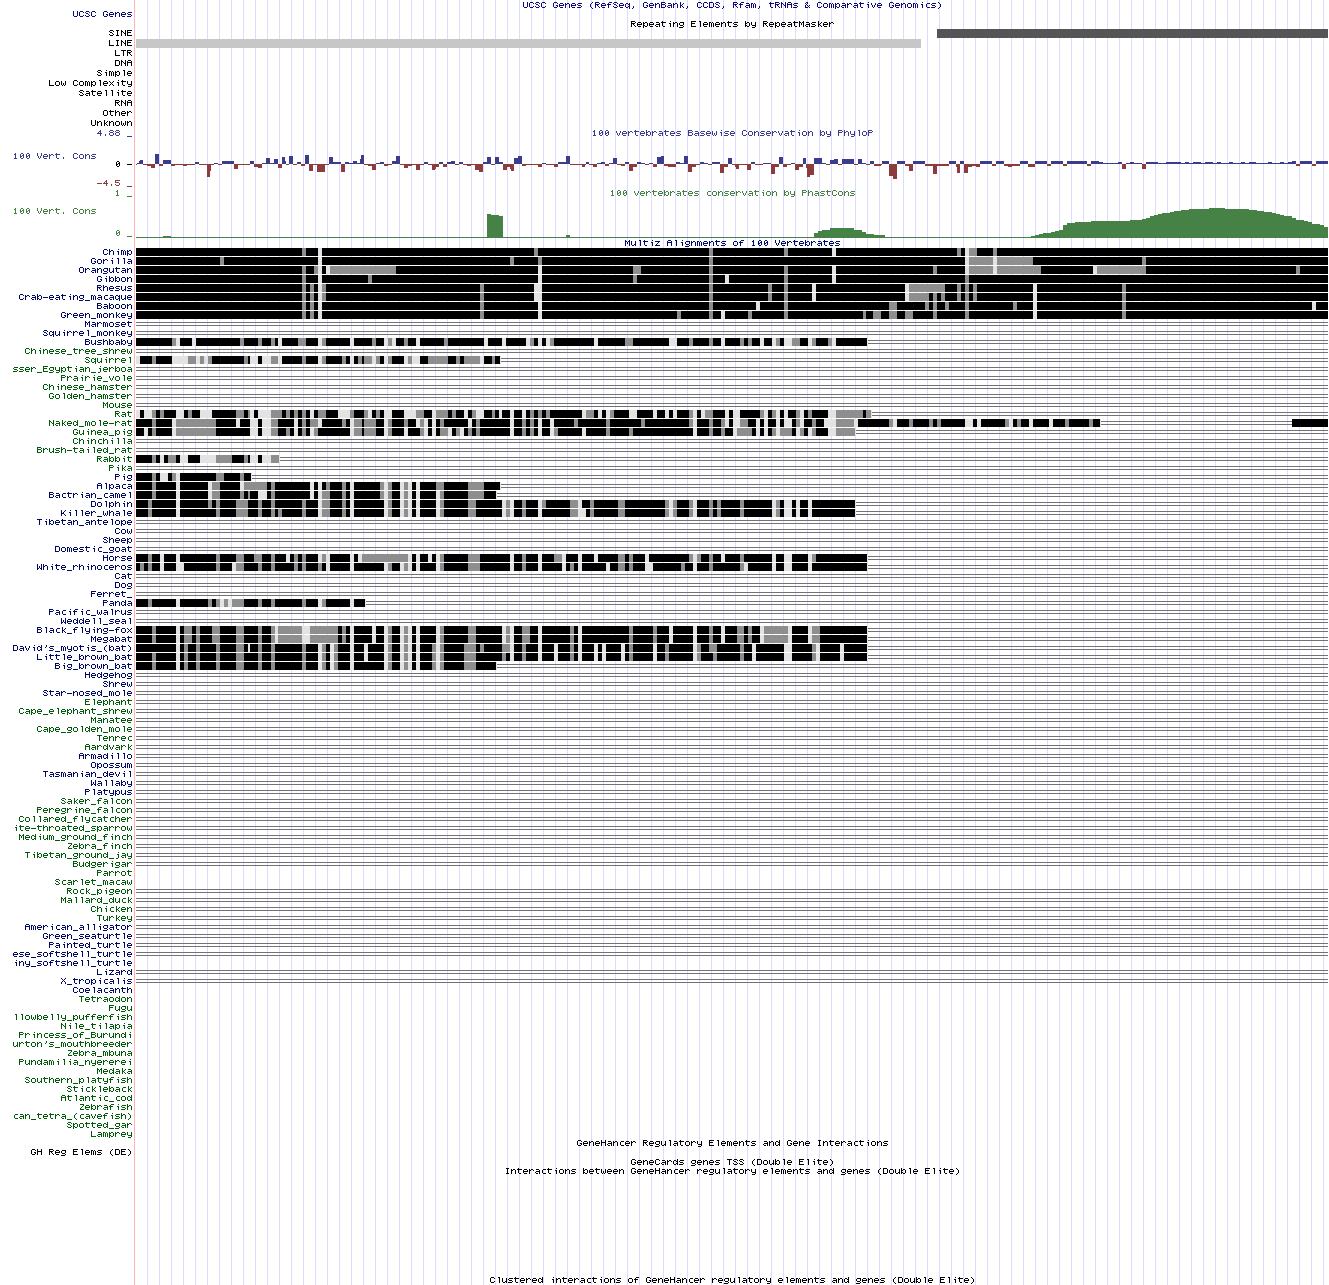 UCSC Genes (RefSeq, GenBank, CCDS, Rfam, tRNAs & Comparative Genomics)
UCSC Genes
Repeating Elements by RepeatMasker
SINE
LINE
LTR
DNA
Simple
Low Complexity
Satellite
RNA
Other
Unknown
4.88 _
100 vertebrates Basewise Conservation by PhyloP
100 Vert. Cons
0 _
-4.5 _
100 vertebrates conservation by PhastCons
1 _
100 Vert. Cons
0 _
Multiz Alignments of 100 Vertebrates
Chimp
Gorilla
Orangutan
Gibbon
Rhesus
Crab-eating_macaque
Baboon
Green_monkey
Marmoset
Squirrel_monkey
Bushbaby
Chinese_tree_shrew
Squirrel
sser_Egyptian_jerboa
Prairie_vole
Chinese_hamster
Golden_hamster
Mouse
Rat
Naked_mole-rat
Guinea_pig
Chinchilla
Brush-tailed_rat
Rabbit
Pika
Pig
Alpaca
Bactrian_camel
Dolphin
Killer_whale
Tibetan_antelope
Cow
Sheep
Domestic_goat
Horse
White_rhinoceros
Cat
Dog
Ferret_
Panda
Pacific_walrus
Weddell_seal
Black_flying-fox
Megabat
David's_myotis_(bat)
Little_brown_bat
Big_brown_bat
Hedgehog
Shrew
Star-nosed_mole
Elephant
Cape_elephant_shrew
Manatee
Cape_golden_mole
Tenrec
Aardvark
Armadillo
Opossum
Tasmanian_devil
Wallaby
Platypus
Saker_falcon
Peregrine_falcon
Collared_flycatcher
ite-throated_sparrow
Medium_ground_finch
Zebra_finch
Tibetan_ground_jay
Budgerigar
Parrot
Scarlet_macaw
Rock_pigeon
Mallard_duck
Chicken
Turkey
American_alligator
Green_seaturtle
Painted_turtle
ese_softshell_turtle
iny_softshell_turtle
Lizard
X_tropicalis
Coelacanth
Tetraodon
Fugu
llowbelly_pufferfish
Nile_tilapia
Princess_of_Burundi
urton's_mouthbreeder
Zebra_mbuna
Pundamilia_nyererei
Medaka
Southern_platyfish
Stickleback
Atlantic_cod
Zebrafish
can_tetra_(cavefish)
Spotted_gar
Lamprey
GeneHancer Regulatory Elements and Gene Interactions
GH Reg Elems (DE)
GeneCards genes TSS (Double Elite)
Interactions between GeneHancer regulatory elements and genes (Double Elite)
Clustered interactions of GeneHancer regulatory elements and genes (Double Elite)